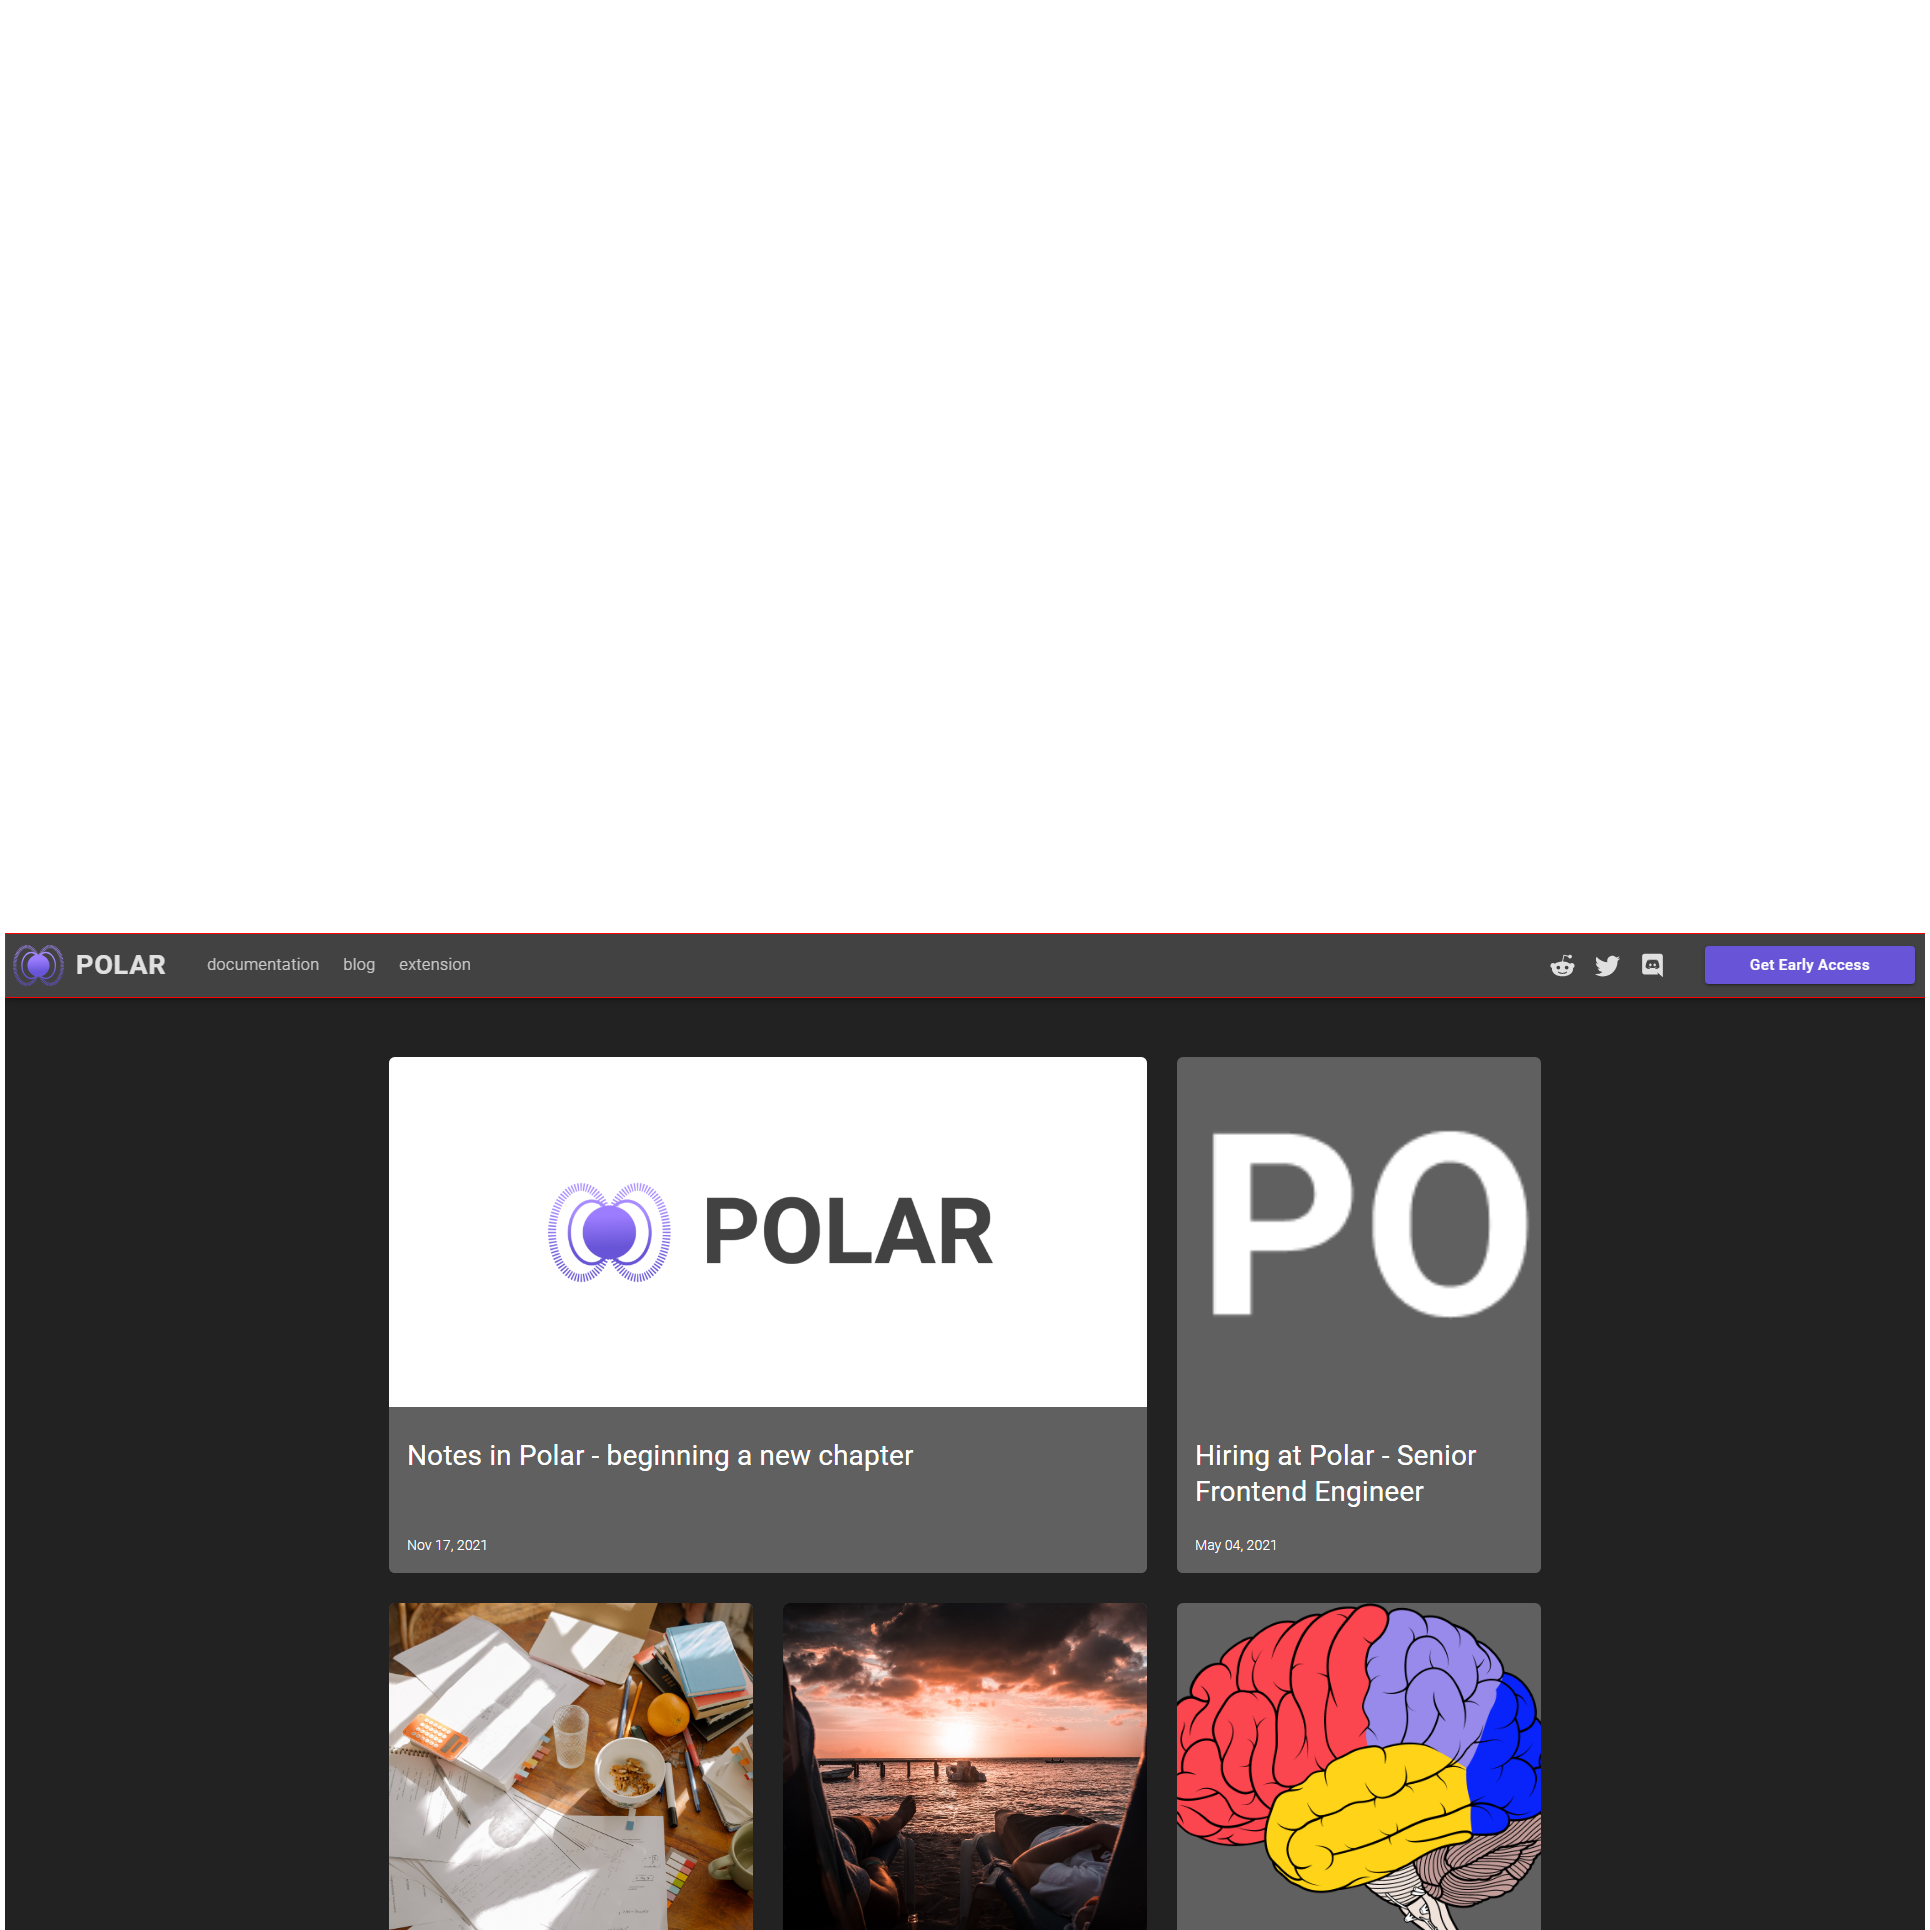 POLAR documentation blog extension Get Early Access
POLAR
PO
Notes in Polar - beginning a new chapter
Nov 17, 2021
Hiring at Polar - Senior
Frontend Engineer
May 04, 2021